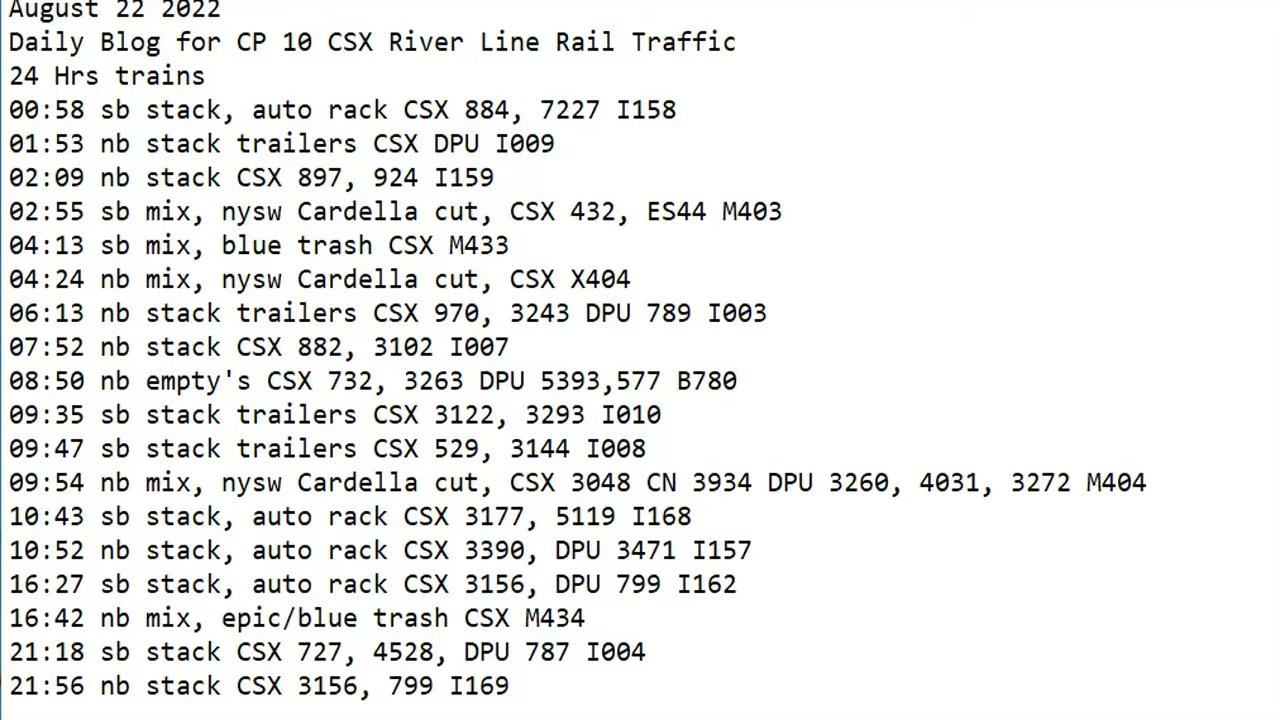 August 22 2022
Daily Blog for CP 10 CSX River Line Rail Traffic
24 Hrs trains
00:58 sb stack, auto rack CSX 884, 7227 I158
01:53 nb stack trailers CSX DPU I009
02:09 nb stack CSX 897, 924 I159
02:55 sb mix, nysw Cardella cut, CSX 432, ES44 M403
04:13 sb mix, blue trash CSX M433
04:24 nb mix, nysw Cardella cut, CSX X404
06:13 nb stack trailers CSX 970, 3243 DPU 789 I003
07:52 nb stack CSX 882, 3102 I007
08:50 nb empty's CSX 732, 3263 DPU 5393,577 B780
09:35 sb stack trailers CSX 3122, 3293 I010
09:47 sb stack trailers CSX 529, 3144 I008
09:54 nb mix, nysw Cardella cut, CSX 3048 CN 3934 DPU 3260, 4031, 3272 M404
10:43 sb stack, auto rack CSX 3177, 5119 I168
10:52 nb stack, auto rack CSX 3390, DPU 3471 I157
16:27 sb stack, auto rack CSX 3156, DPU 799 I162
16:42 nb mix, epic/blue trash CSX M434
21:18 sb stack CSX 727, 4528, DPU 787 I004
21:56 nb stack CSX 3156, 799 I169